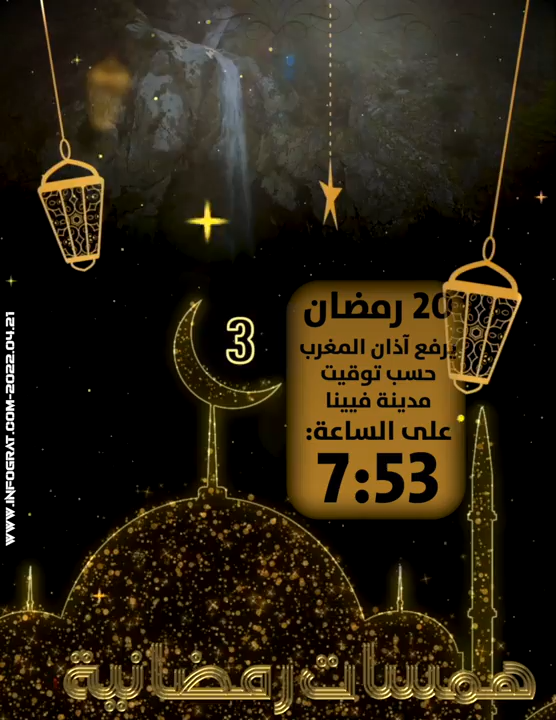 20 رمضان
يرفع آذان المغرب
حسب توقيت
مدينة فيينا
على الساعة:
7:53
3
WWW.INFOGRAT.COM-2022.04.21
همسات رمضانية